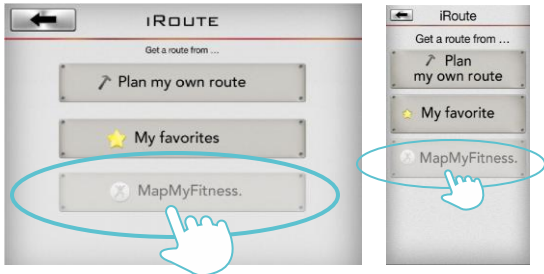 iRoute
Get a route from ...
Plan my own route
My favorites
MapMyFitness.
iRoute
Get a route from ...
Plan
my own route
My favorite
MapMyFitness.